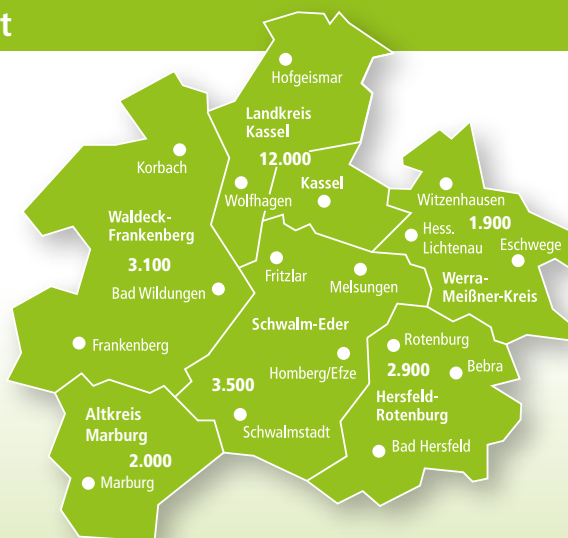 t
Hofgeismar
Landkreis
Kassel
12.000
Korbach
Wolfhagen
Kassel
Witzenhausen
1.900
Hess.
Lichtenau
Eschwege
Werra-
Meißner-Kreis
Waldeck-
Frankenberg
3.100
Bad Wildungen
Frankenberg
Fritzlar
Melsungen
Schwalm-Eder
Homberg/Efze
3.500
Schwalmstadt
Rotenburg
2.900
Bebra
Hersfeld-
Rotenburg
Bad Hersfeld
Altkreis
Marburg
2.000
Marburg